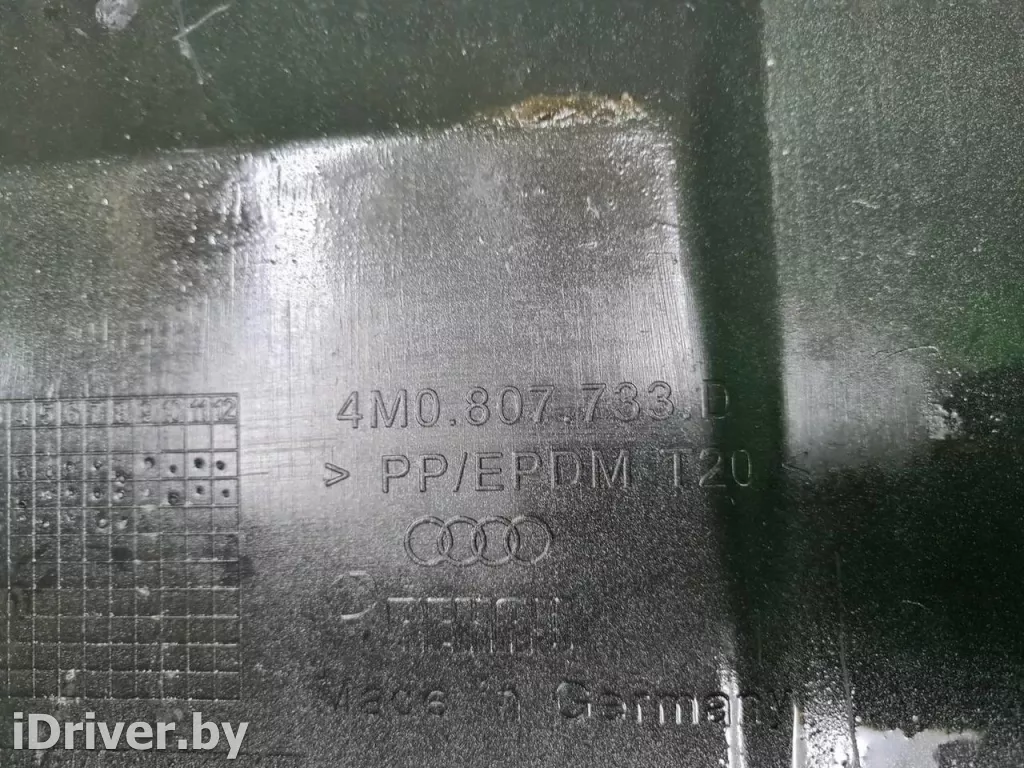 4M0.807.733.D
> PP/EPDM T20 <
Made in Germany
iDriver.by